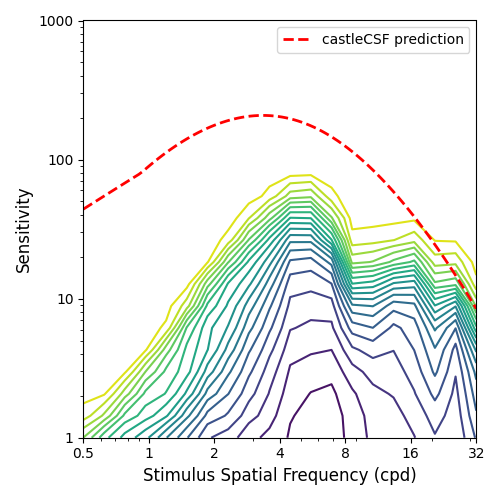 1000
castleCSF prediction
100
Sensitivity
10
1
0.5 1 2 4 8 16 32
Stimulus Spatial Frequency (cpd)